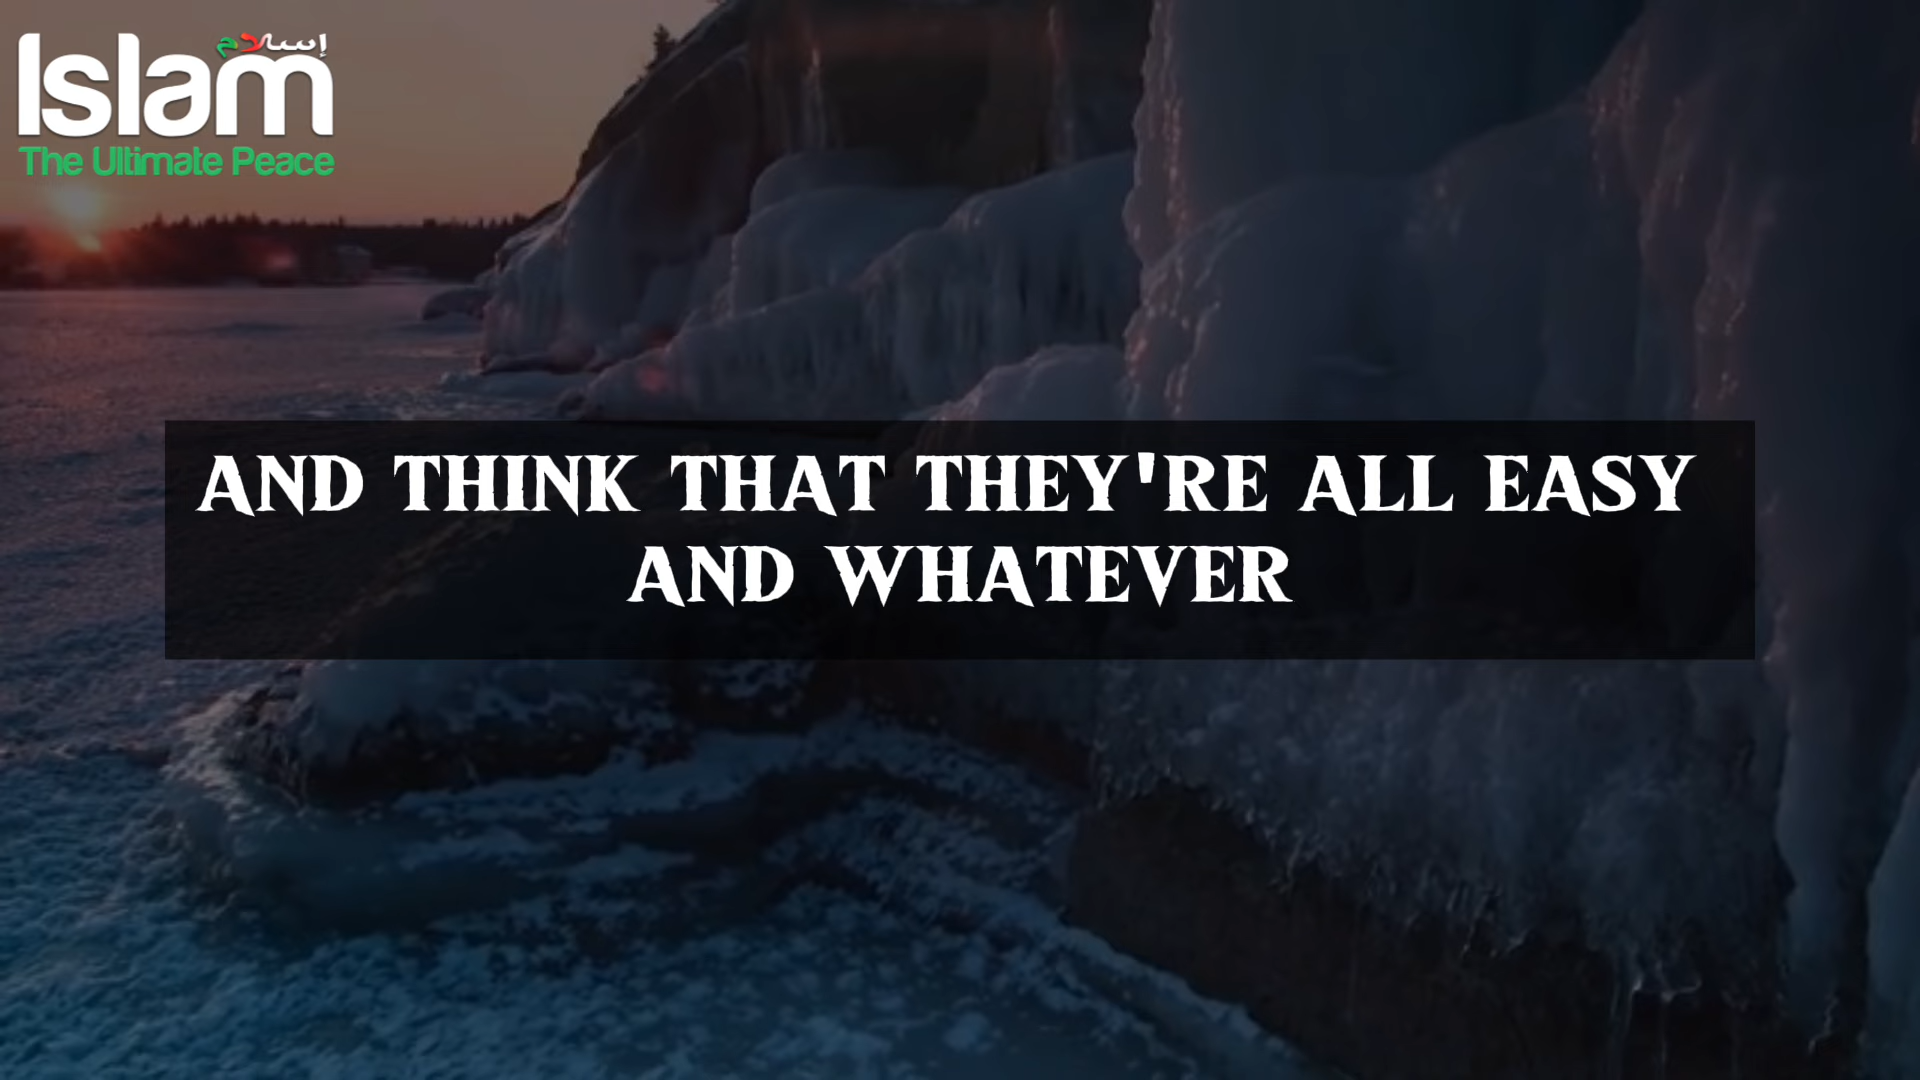 إسلام
Islam
The Ultimate Peace
AND THINK THAT THEY'RE ALL EASY
AND WHATEVER